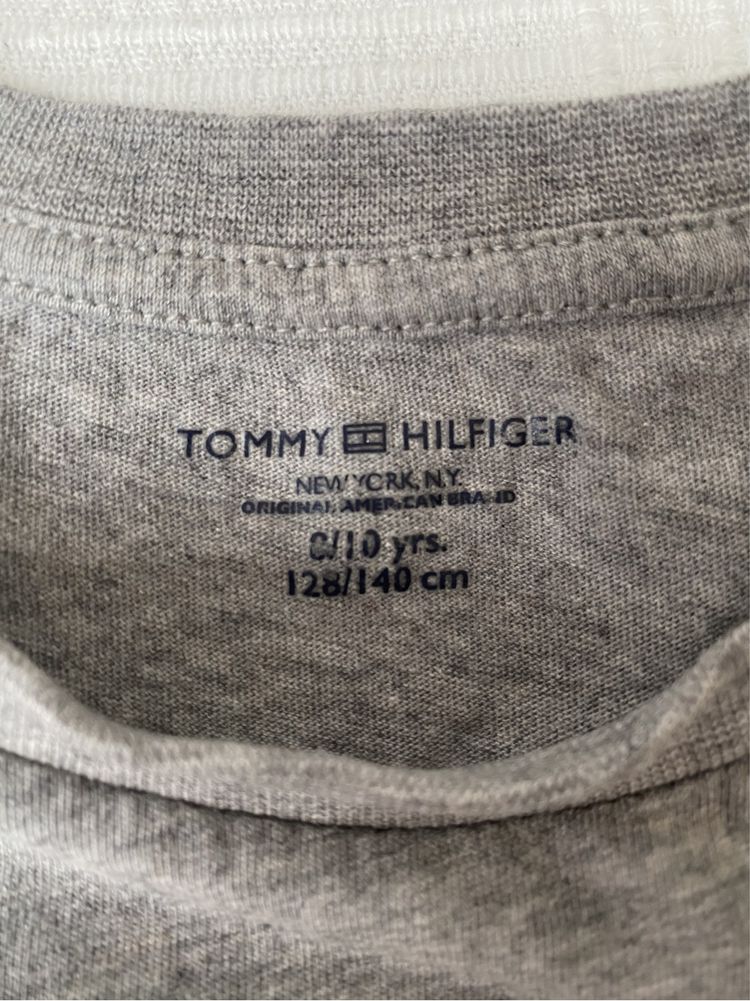 TOMMY HILFIGER
NEW YORK, N.Y.
ORIGINAL AMERICAN BRAND
8/10 yrs.
128/140 cm